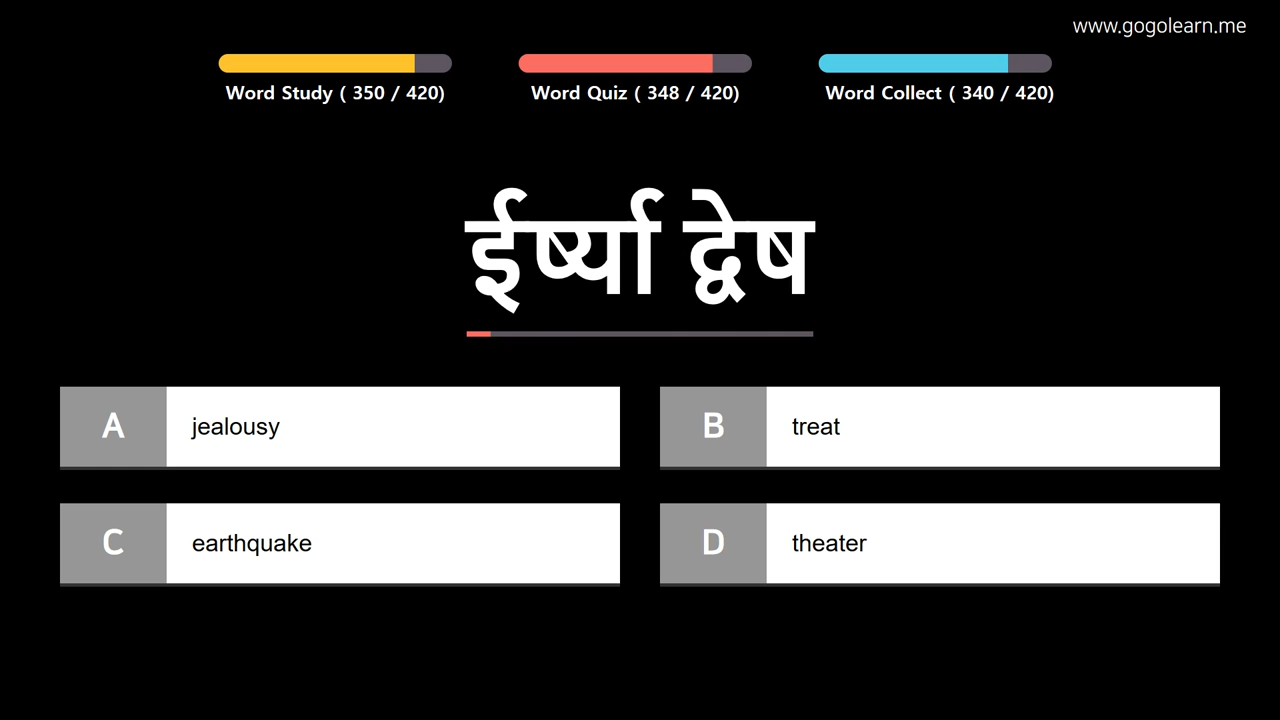 www.gogolearn.me
Word Study ( 350 / 420)
Word Quiz ( 348 / 420)
Word Collect ( 340 / 420)
ईर्ष्या द्वेष
A jealousy
B treat
C earthquake
D theater